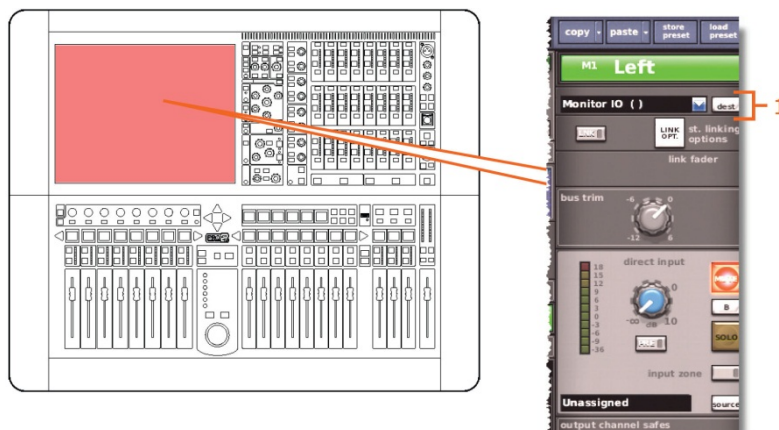 copy paste store preset load preset
M1 Left
1
Monitor IO ( ) dest
LINK OPT. st. linking options
link fader
bus trim
-6 0
-12 6
direct input
18
15
12
9
6
3
0
-3
-6
-9
-36
0
-∞ dB 10
B
PRE
SOLO
input zone
Unassigned source
output channel safes